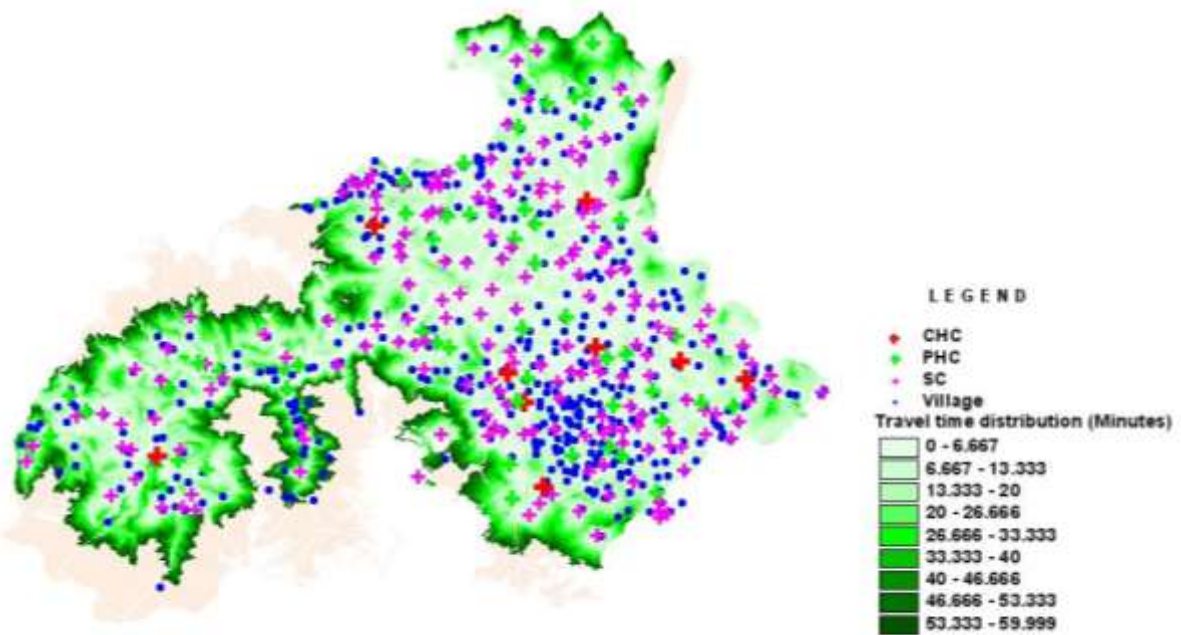 L E G E N D
CHC
PHC
SC
Village
Travel time distribution (Minutes)
0 - 6.667
6.667 - 13.333
13.333 - 20
20 - 26.666
26.666 - 33.333
33.333 - 40
40 - 46.666
46.666 - 53.333
53.333 - 59.999